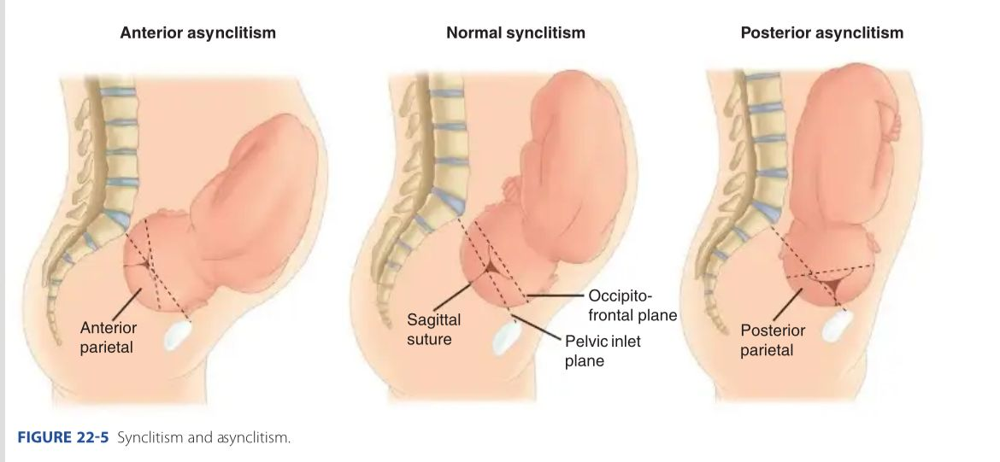 Anterior asynclitism
Normal synclitism
Posterior asynclitism
Anterior
parietal
Sagittal
suture
Occipito-
frontal plane
Pelvic inlet
plane
Posterior
parietal
FIGURE 22-5 Synclitism and asynclitism.